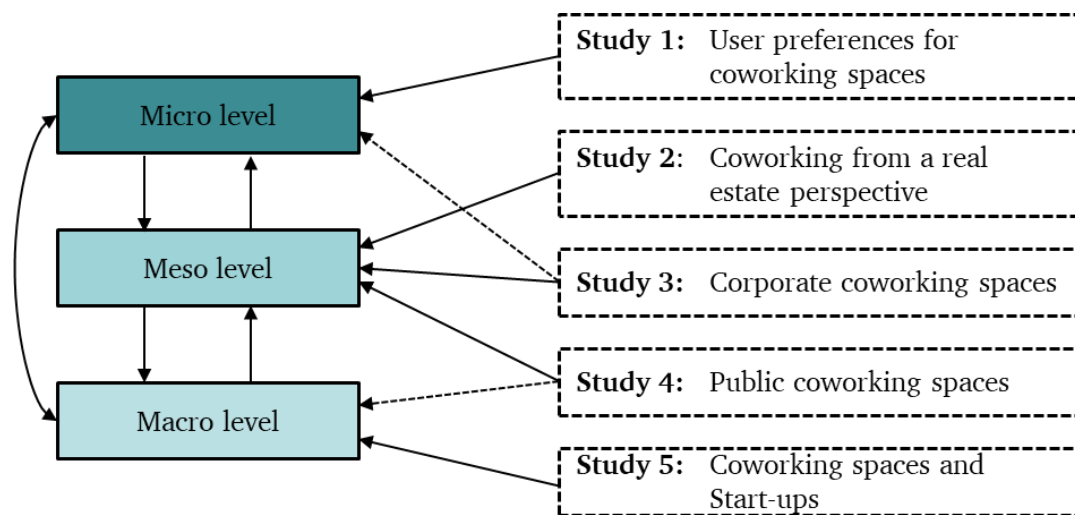 Micro level
Meso level
Macro level
Study 1: User preferences for
coworking spaces
Study 2: Coworking from a real
estate perspective
Study 3: Corporate coworking spaces
Study 4: Public coworking spaces
Study 5: Coworking spaces and
Start-ups